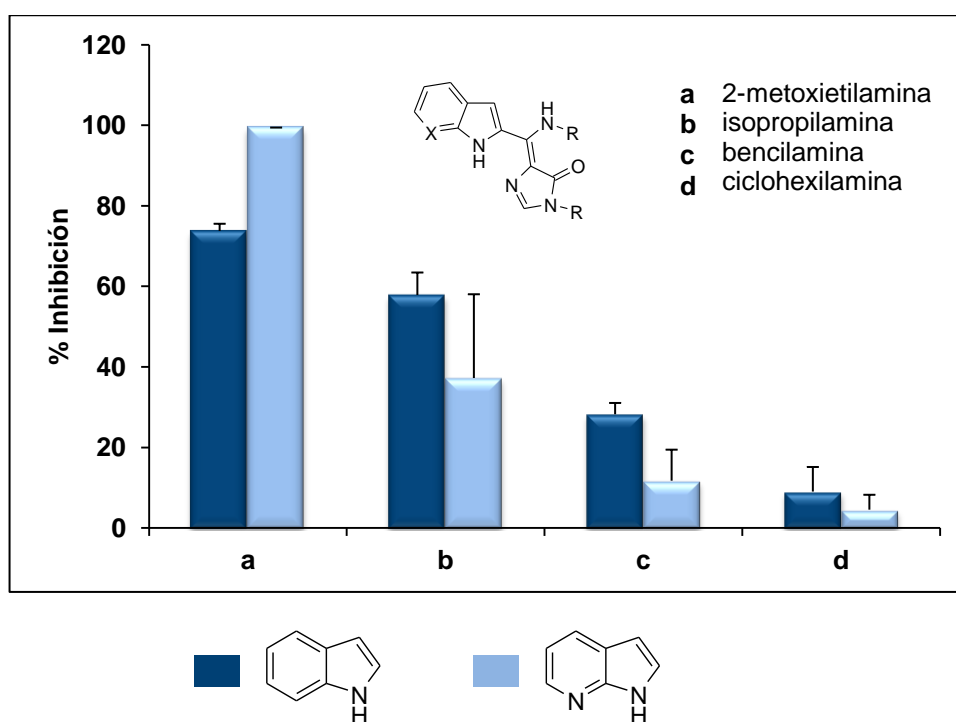 120
100
80
60
40
20
0
% Inhibición
a 2-metoxietilamina
b isopropilamina
c bencilamina
d ciclohexilamina
X
N
H
H
N
R
O
N
N
R
a b c d
N
H
N
N
H